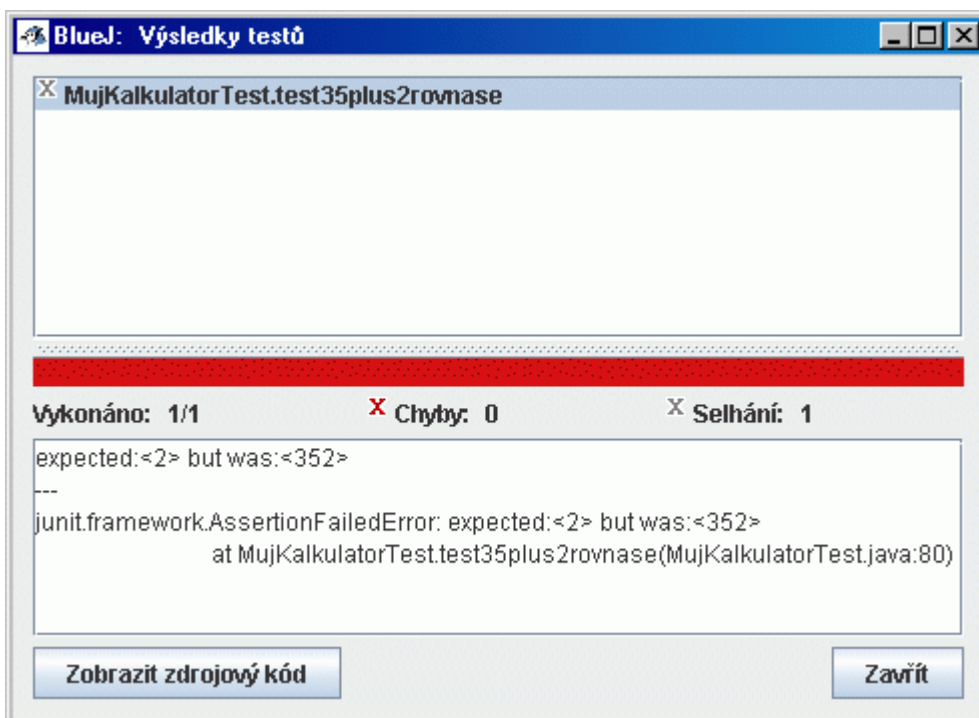 BlueJ: Výsledky testů
X MujKalkulatorTest.test35plus2rovnase
Vykonáno: 1/1 X Chyby: 0 X Selhání: 1
expected:<2> but was:<352>
---
junit.framework.AssertionFailedError: expected:<2> but was:<352>
at MujKalkulatorTest.test35plus2rovnase(MujKalkulatorTest.java:80)
Zobrazit zdrojový kód Zavřít